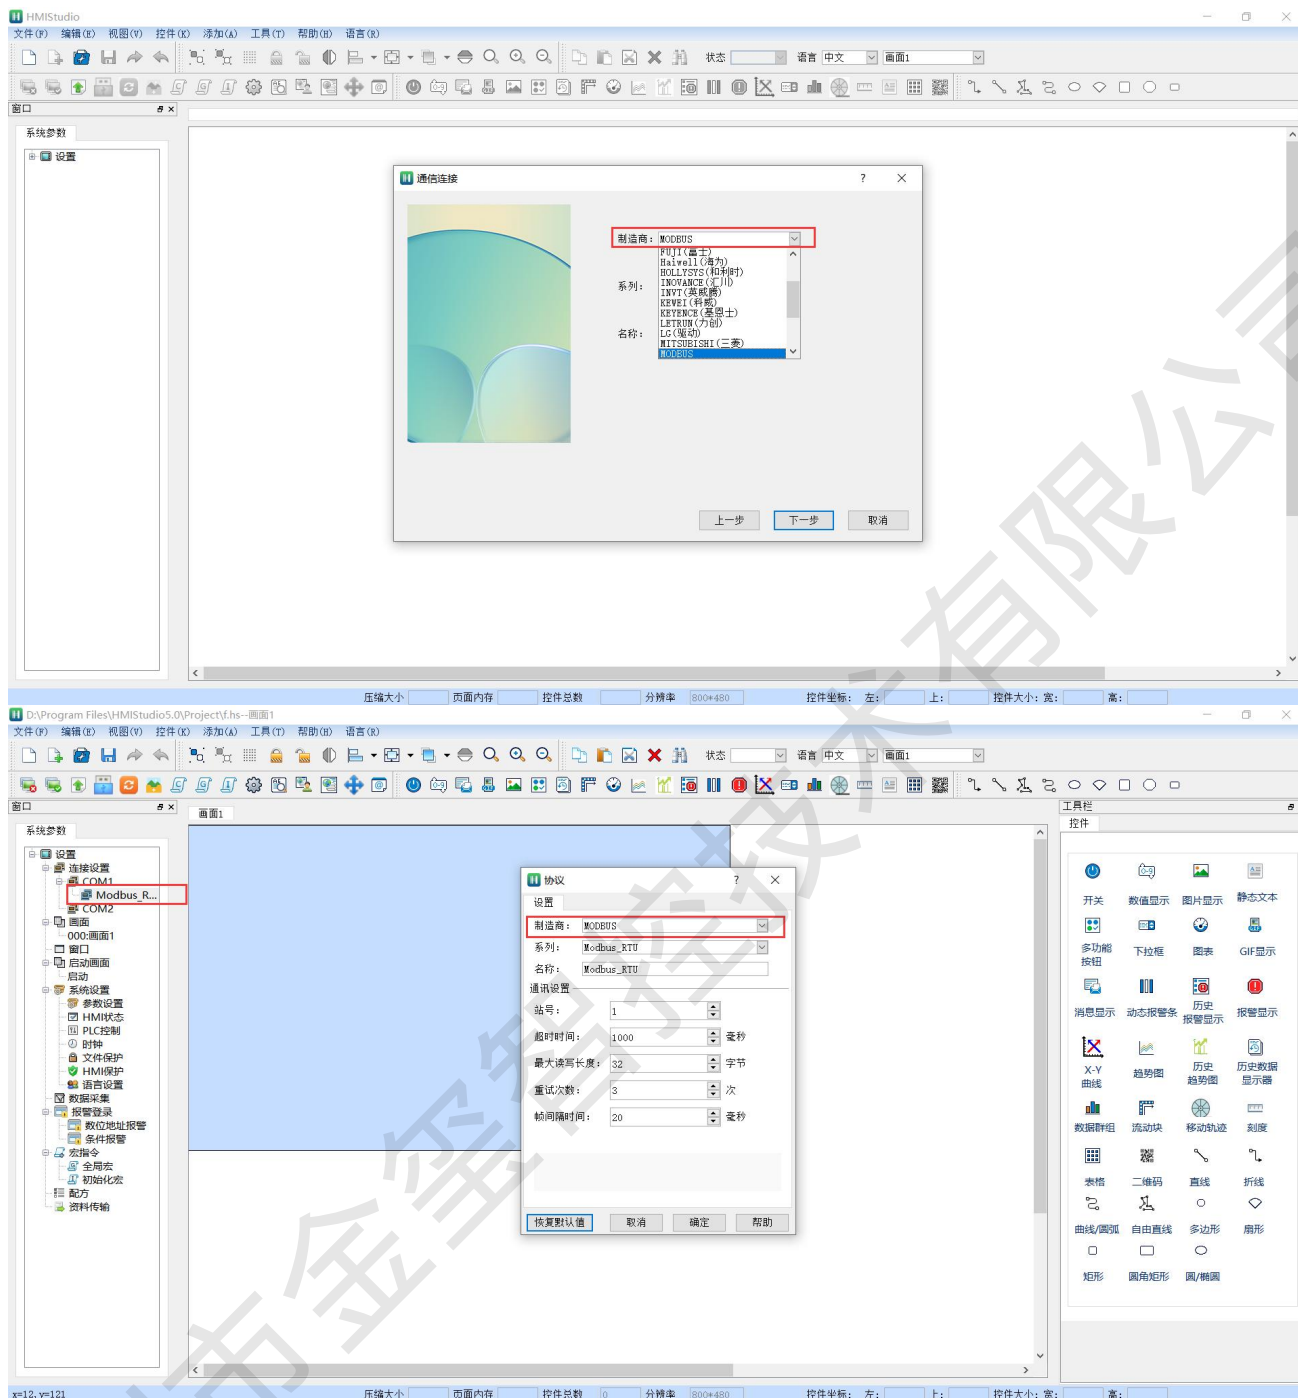 HMIStudio
文件(F) 编辑(E) 视图(V) 控件(K) 添加(A) 工具(T) 帮助(H) 语言(R)
状态 语言 中文 画面1
窗口
系统参数
设置
通信连接 ?
制造商: MODBUS
FUJI(富士)
Haiwell(海为)
HOLLYSYS(和利时)
系列: INOVANCE(汇川)
INVT(英威腾)
KEWEI(科威)
KEYENCE(基恩士)
LETRUN(力创)
名称: LG(驱动)
MITSUBISHI(三菱)
MODBUS
上一步 下一步 取消
压缩大小 页面内存 控件总数 分辨率 800*480 控件坐标: 左: 上: 控件大小: 宽: 高:
D:\Program Files\HMIStudio5.0\Project\f.hs--画面1
文件(F) 编辑(E) 视图(V) 控件(K) 添加(A) 工具(T) 帮助(H) 语言(R)
状态 语言 中文 画面1
窗口
系统参数
设置
连接设置
COM1
Modbus_R...
COM2
画面
000:画面1
窗口
启动画面
启动
系统设置
参数设置
HMI状态
PLC控制
时钟
文件保护
HMI保护
语言设置
数据采集
报警登录
数位地址报警
条件报警
宏指令
全局宏
初始化宏
配方
资料传输
画面1
协议 ?
设置
制造商: MODBUS
系列: Modbus_RTU
名称: Modbus_RTU
通讯设置
站号: 1
超时时间: 1000 毫秒
最大读写长度: 32 字节
重试次数: 3 次
帧间隔时间: 20 毫秒
恢复默认值 取消 确定 帮助
工具栏
控件
开关 数值显示 图片显示 静态文本
多功能按钮 下拉框 图表 GIF显示
消息显示 动态报警条 历史报警显示 报警显示
X-Y曲线 趋势图 历史趋势图 历史数据显示器
数据群组 流动块 移动轨迹 刻度
表格 二维码 直线 折线
曲线/圆弧 自由直线 多边形 扇形
矩形 圆角矩形 圆/椭圆
x=12,y=121 压缩大小 页面内存 控件总数 0 分辨率 800*480 控件坐标: 左: 上: 控件大小: 宽: 高:
市金玺智控技术有限公司